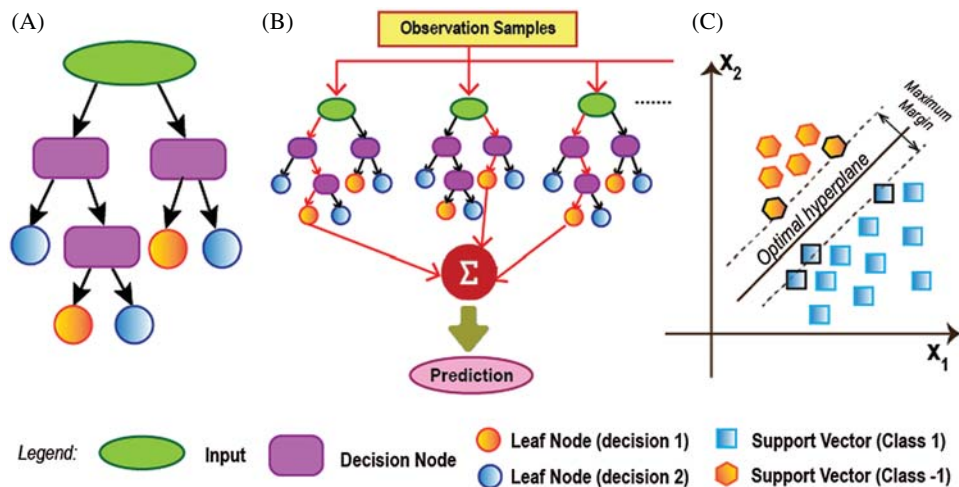 (A)
(B)
Observation Samples
........
Σ
Prediction
(C)
X2
Maximum
Margin
Optimal hyperplane
X1
Legend:
Input
Decision Node
Leaf Node (decision 1)
Leaf Node (decision 2)
Support Vector (Class 1)
Support Vector (Class -1)